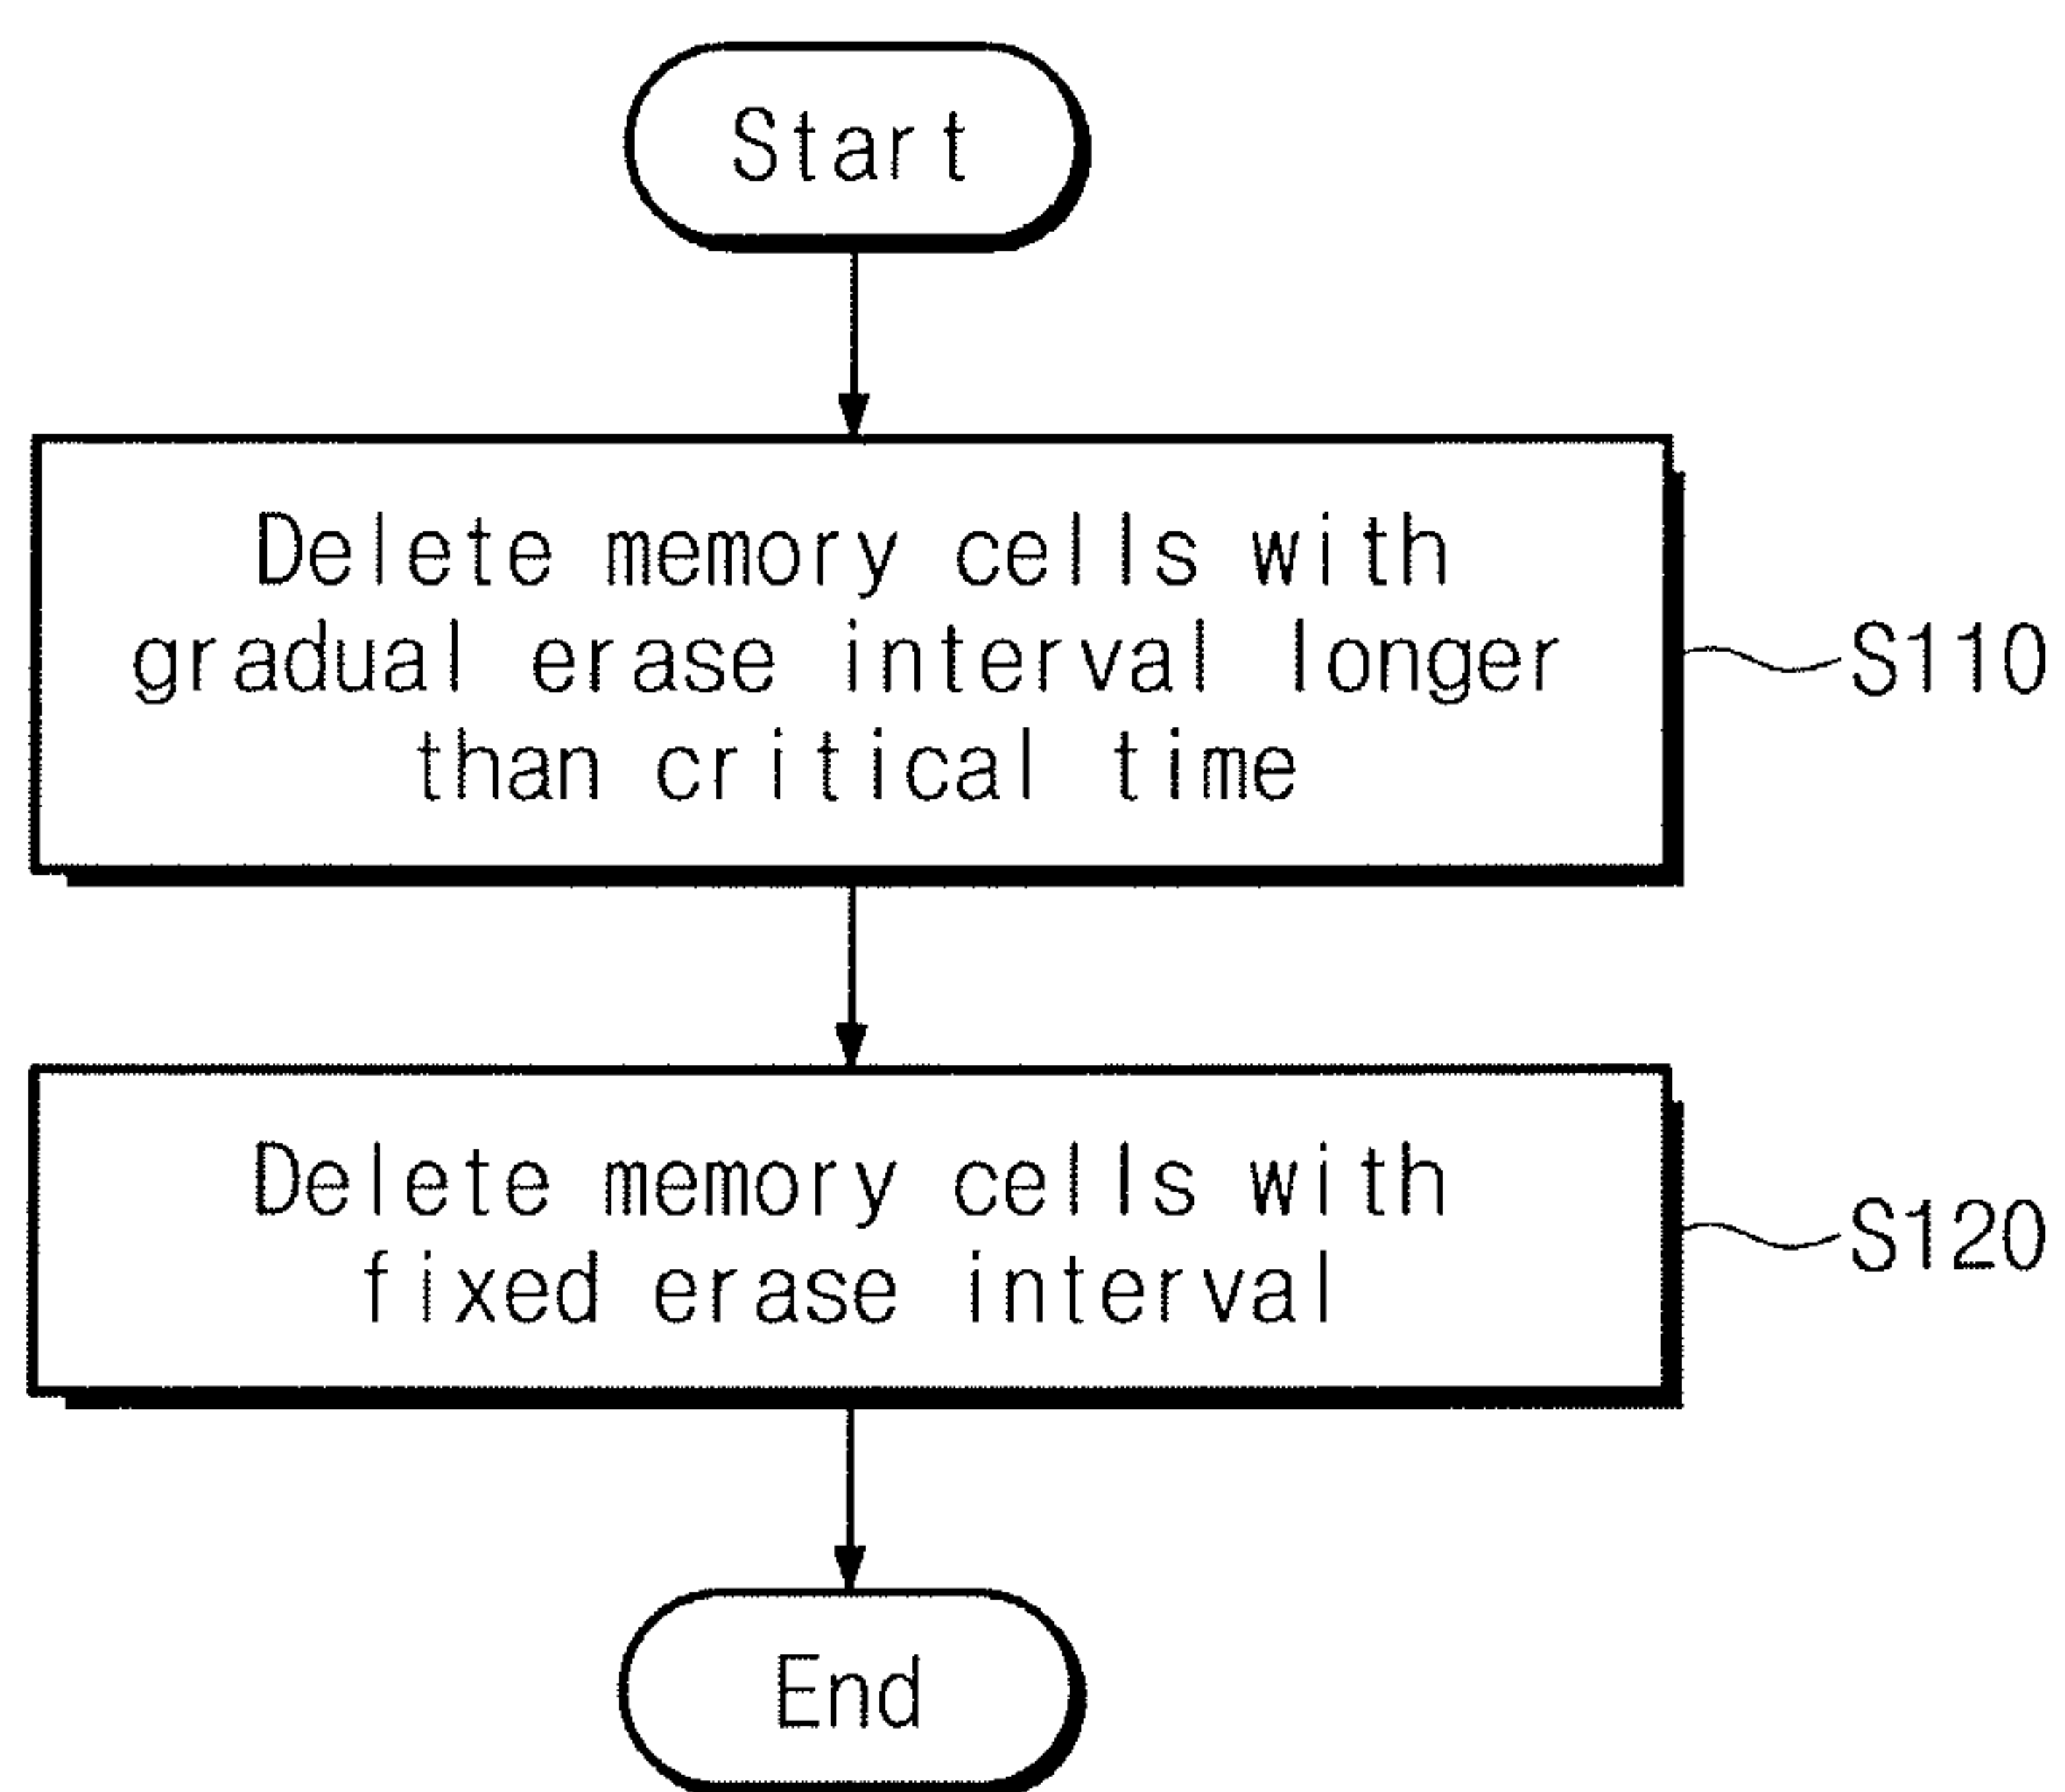 Start
Delete memory cells with
gradual erase interval longer
than critical time
S110
Delete memory cells with
fixed erase interval
S120
End